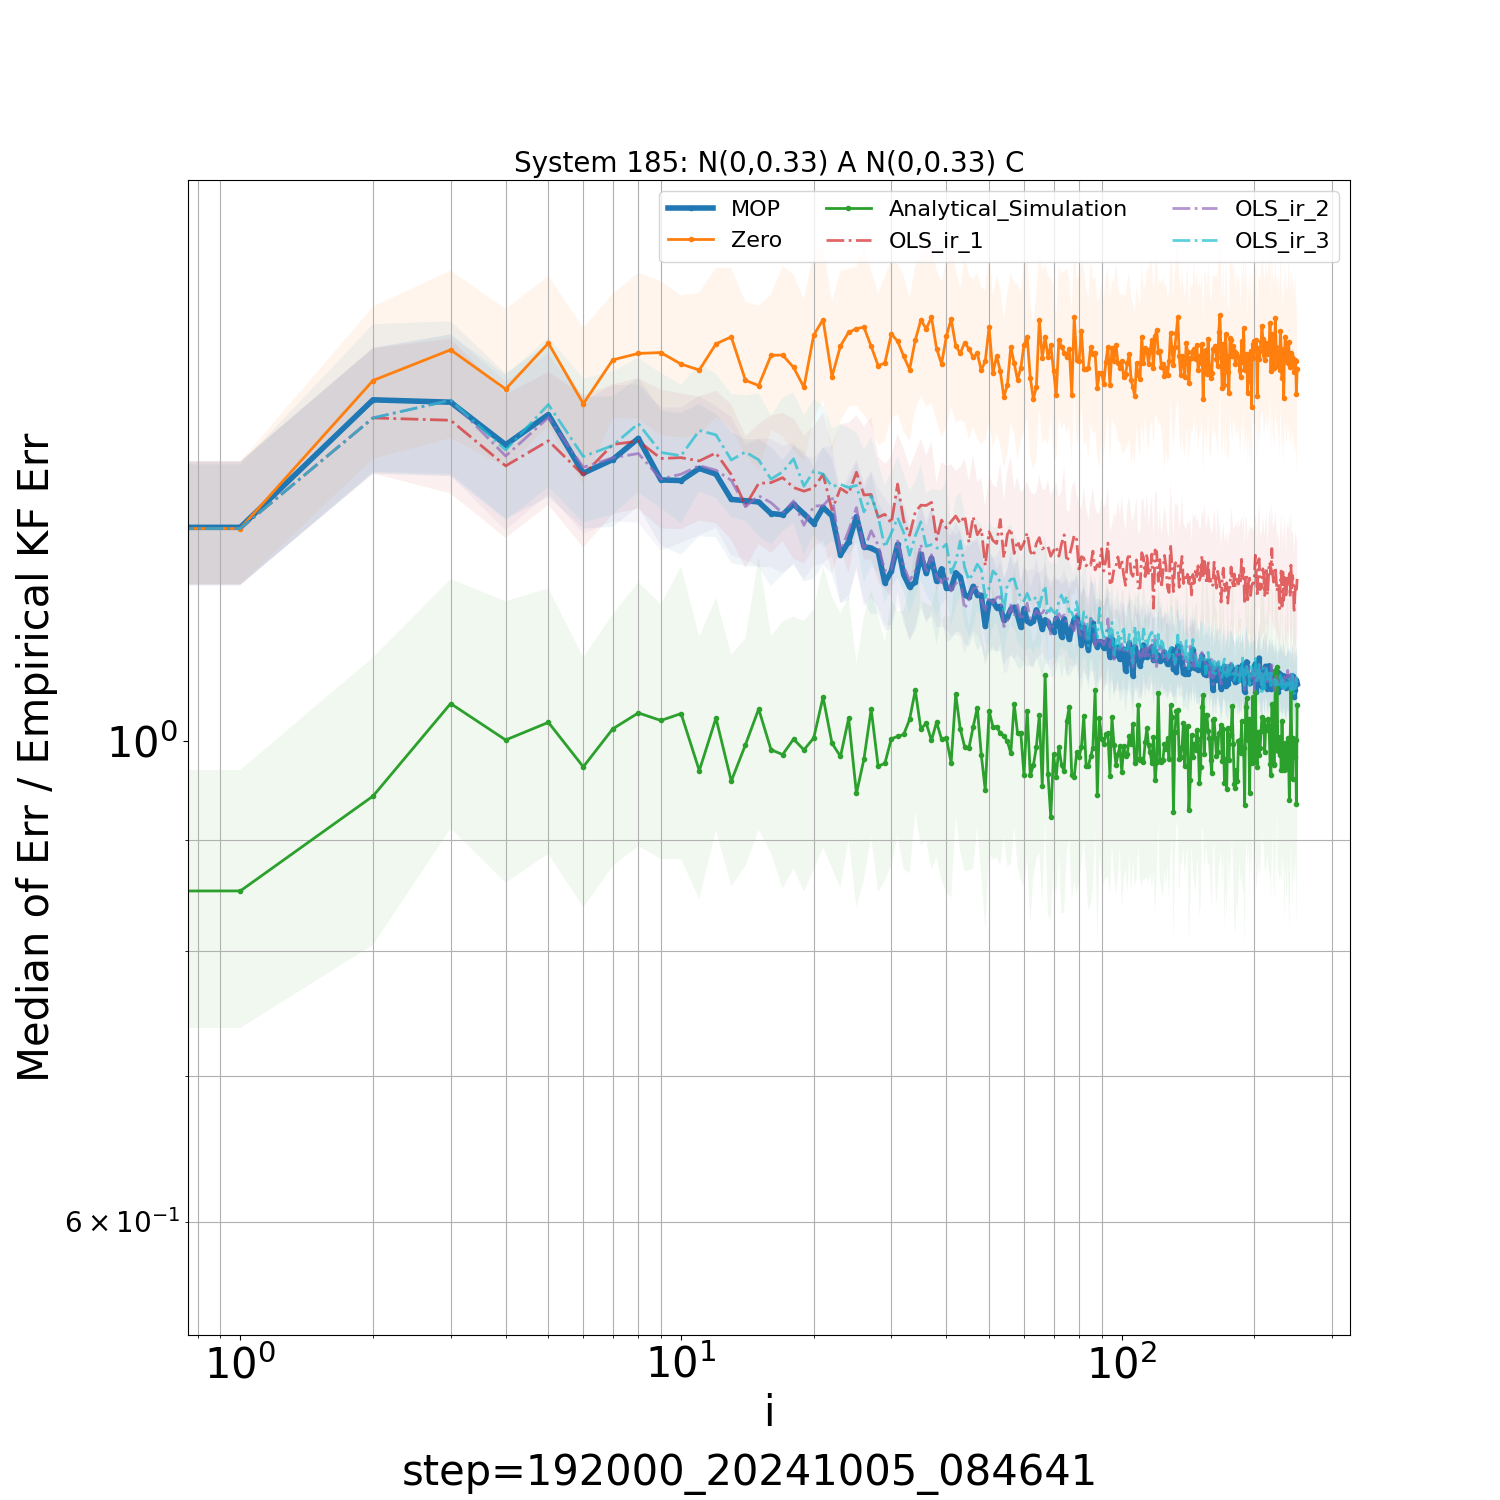 System 185: N(0,0.33) A N(0,0.33) C
MOP
Zero
Analytical_Simulation
OLS_ir_1
OLS_ir_2
OLS_ir_3
Median of Err / Empirical KF Err
10⁰
6 × 10⁻¹
10⁰ 10¹ 10²
i
step=192000_20241005_084641